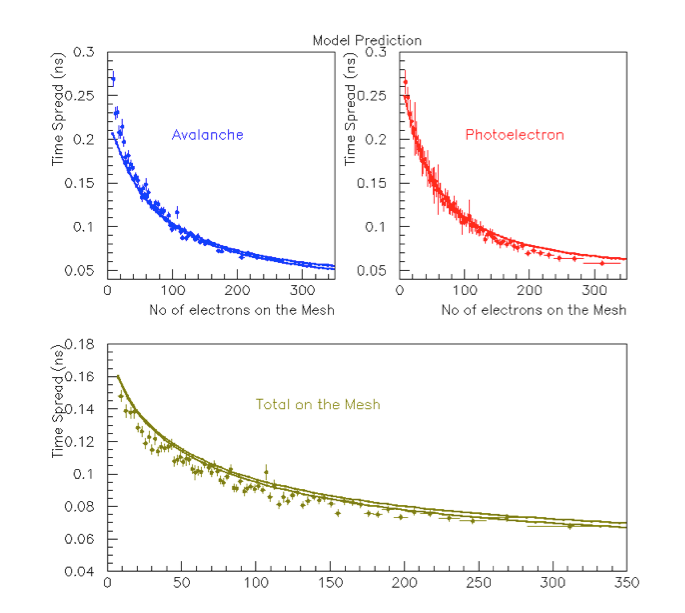 Model Prediction
Time Spread (ns)
0.3
0.25
0.2
0.15
0.1
0.05
Avalanche
0 100 200 300
No of electrons on the Mesh
Time Spread (ns)
0.3
0.25
0.2
0.15
0.1
0.05
Photoelectron
0 100 200 300
No of electrons on the Mesh
Time Spread (ns)
0.18
0.16
0.14
0.12
0.1
0.08
0.06
0.04
Total on the Mesh
0 50 100 150 200 250 300 350